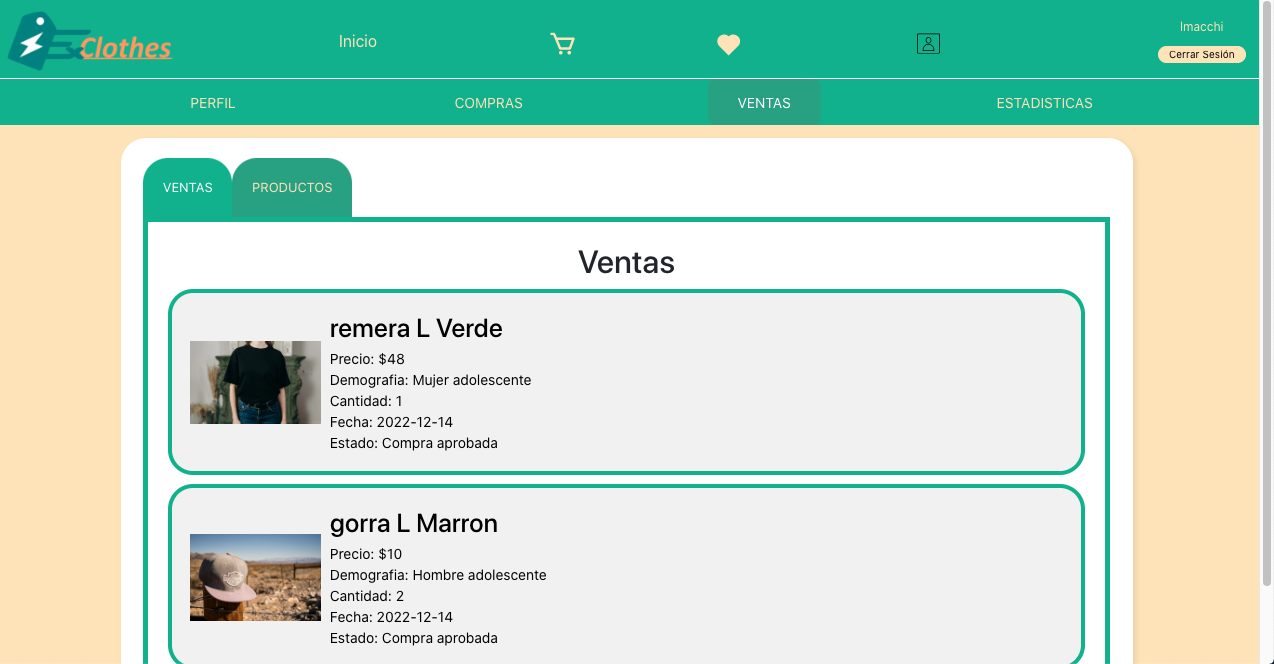 Clothes
Inicio
lmacchi
Cerrar Sesión
PERFIL
COMPRAS
VENTAS
ESTADISTICAS
VENTAS
PRODUCTOS
Ventas
remera L Verde
Precio: $48
Demografia: Mujer adolescente
Cantidad: 1
Fecha: 2022-12-14
Estado: Compra aprobada
gorra L Marron
Precio: $10
Demografia: Hombre adolescente
Cantidad: 2
Fecha: 2022-12-14
Estado: Compra aprobada